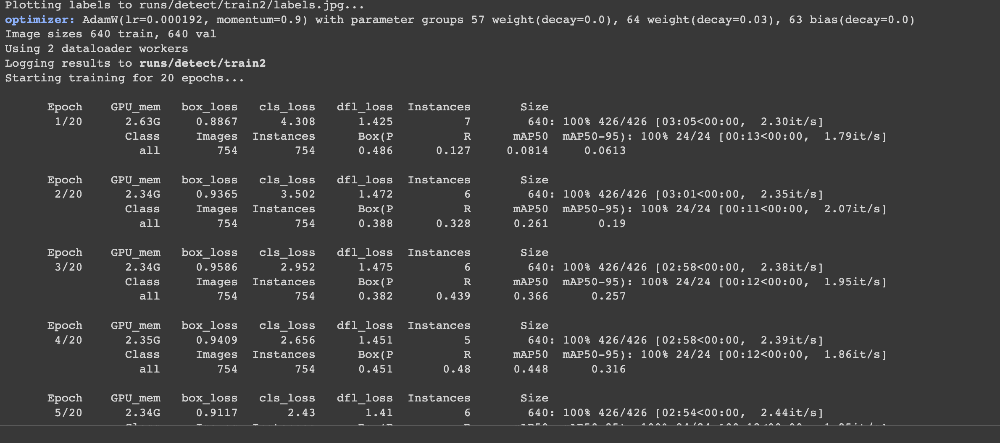 Plotting labels to runs/detect/train2/labels.jpg...
optimizer: AdamW(lr=0.000192, momentum=0.9) with parameter groups 57 weight(decay=0.0), 64 weight(decay=0.03), 63 bias(decay=0.0)
Image sizes 640 train, 640 val
Using 2 dataloader workers
Logging results to runs/detect/train2
Starting training for 20 epochs...
Epoch GPU_mem box_loss cls_loss dfl_loss Instances Size
1/20 2.63G 0.8867 4.308 1.425 7 640: 100% 426/426 [03:05<00:00, 2.30it/s]
Class Images Instances Box(P R mAP50 mAP50-95): 100% 24/24 [00:13<00:00, 1.79it/s]
all 754 754 0.486 0.127 0.0814 0.0613
Epoch GPU_mem box_loss cls_loss dfl_loss Instances Size
2/20 2.34G 0.9365 3.502 1.472 6 640: 100% 426/426 [03:01<00:00, 2.35it/s]
Class Images Instances Box(P R mAP50 mAP50-95): 100% 24/24 [00:11<00:00, 2.07it/s]
all 754 754 0.388 0.328 0.261 0.19
Epoch GPU_mem box_loss cls_loss dfl_loss Instances Size
3/20 2.34G 0.9586 2.952 1.475 6 640: 100% 426/426 [02:58<00:00, 2.38it/s]
Class Images Instances Box(P R mAP50 mAP50-95): 100% 24/24 [00:12<00:00, 1.95it/s]
all 754 754 0.382 0.439 0.366 0.257
Epoch GPU_mem box_loss cls_loss dfl_loss Instances Size
4/20 2.35G 0.9409 2.656 1.451 5 640: 100% 426/426 [02:58<00:00, 2.39it/s]
Class Images Instances Box(P R mAP50 mAP50-95): 100% 24/24 [00:12<00:00, 1.86it/s]
all 754 754 0.451 0.48 0.448 0.316
Epoch GPU_mem box_loss cls_loss dfl_loss Instances Size
5/20 2.34G 0.9117 2.43 1.41 6 640: 100% 426/426 [02:54<00:00, 2.44it/s]